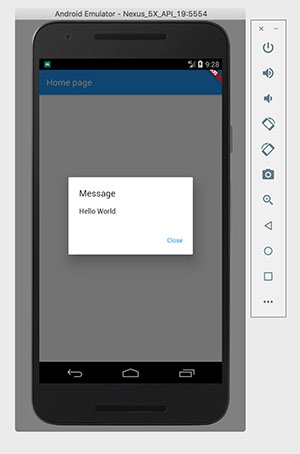 Android Emulator - Nexus_5X_API_19:5554
9:28
Home page
Message
Hello World
Close